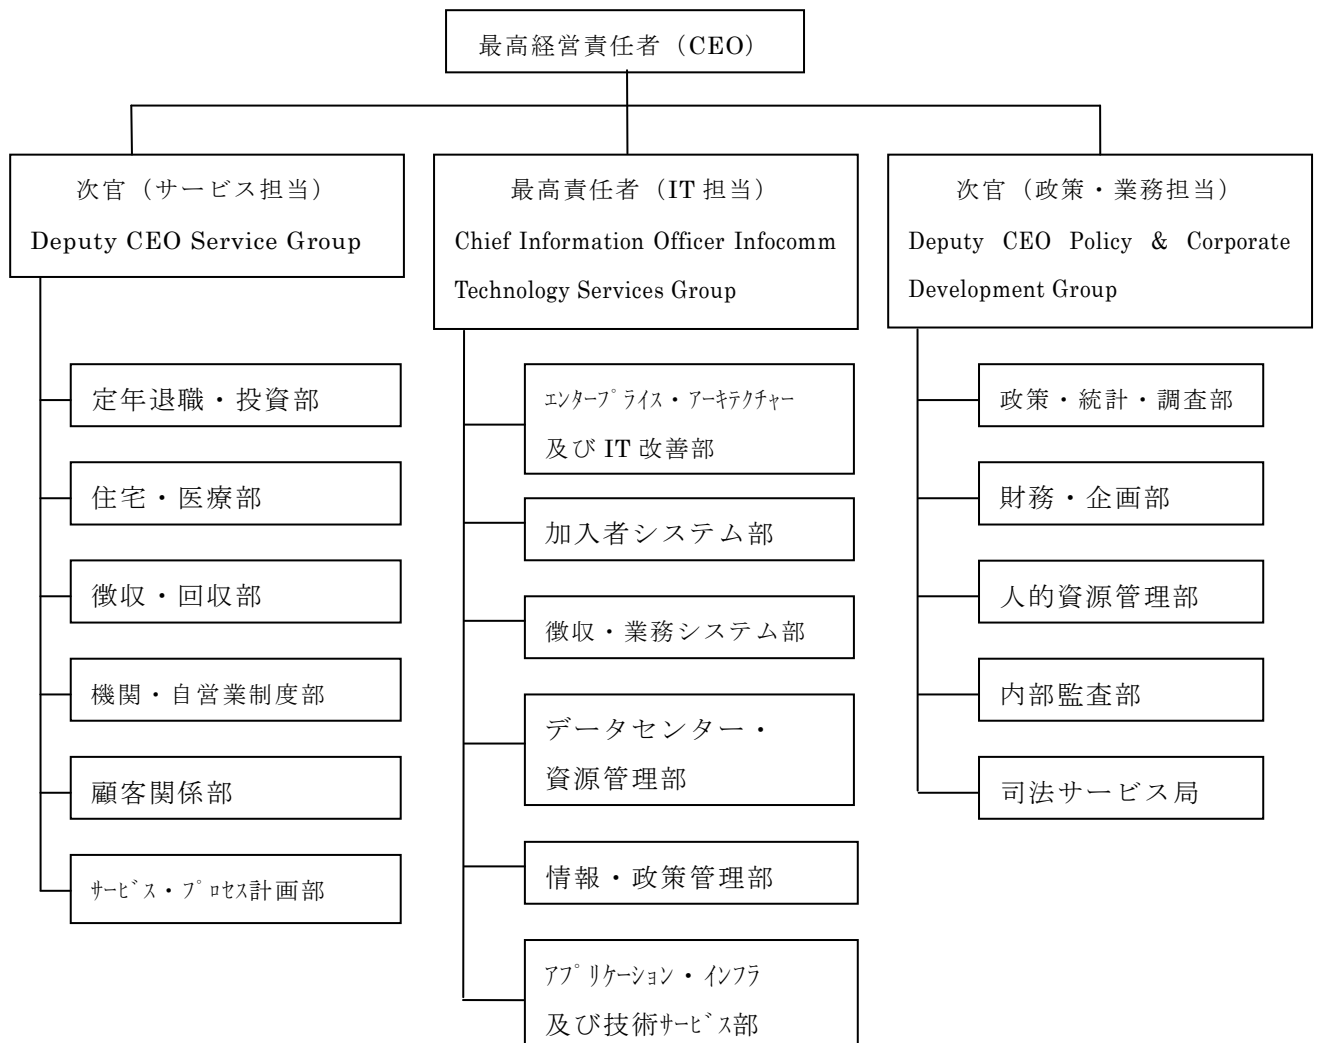 最高経営責任者（CEO）
次官（サービス担当）
Deputy CEO Service Group
定年退職・投資部
住宅・医療部
徴収・回収部
機関・自営業制度部
顧客関係部
ｻｰﾋﾞｽ・ﾌﾟﾛｾｽ計画部
最高責任者（IT 担当）
Chief Information Officer Infocomm
Technology Services Group
ｴﾝﾀｰﾌﾟﾗｲｽ・ｱｰｷﾃｸﾁｬｰ
及び IT 改善部
加入者システム部
徴収・業務システム部
データセンター・
資源管理部
情報・政策管理部
ｱﾌﾟﾘｹｰｼｮﾝ・ｲﾝﾌﾗ
及び技術ｻｰﾋﾞｽ部
次官（政策・業務担当）
Deputy CEO Policy & Corporate
Development Group
政策・統計・調査部
財務・企画部
人的資源管理部
内部監査部
司法サービス局